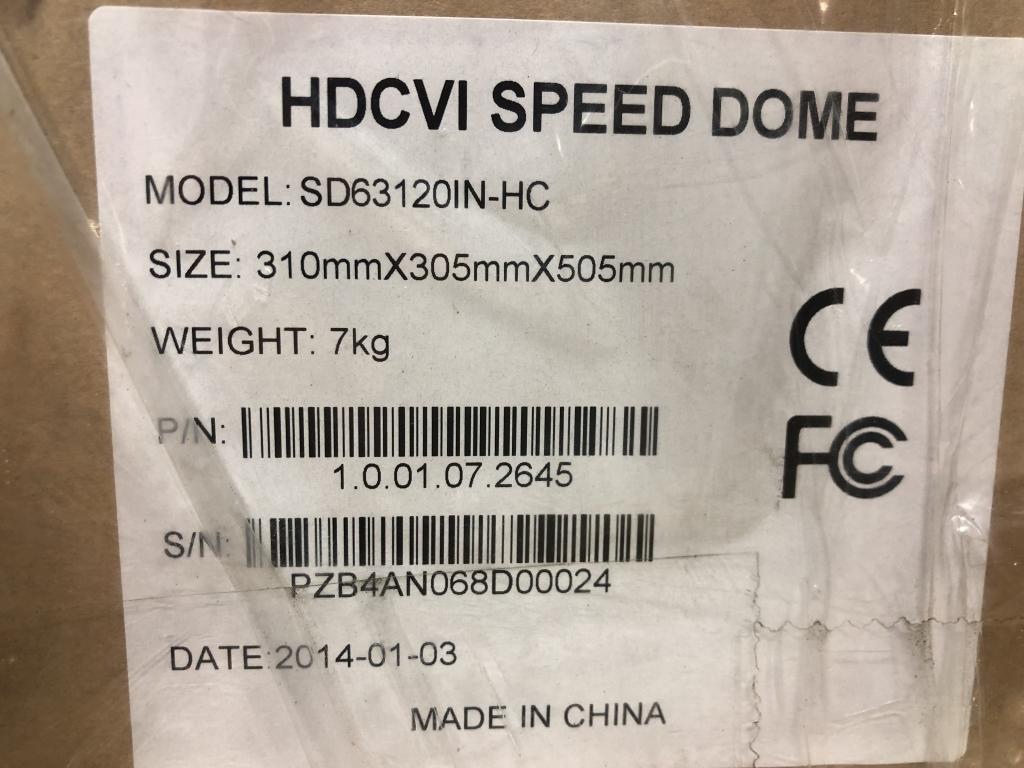 HDCVI SPEED DOME
MODEL: SD63120IN-HC
SIZE: 310mmX305mmX505mm
WEIGHT: 7kg
CE
P/N:
1.0.01.07.2645
FC
S/N:
PZB4AN068D00024
DATE:2014-01-03
MADE IN CHINA